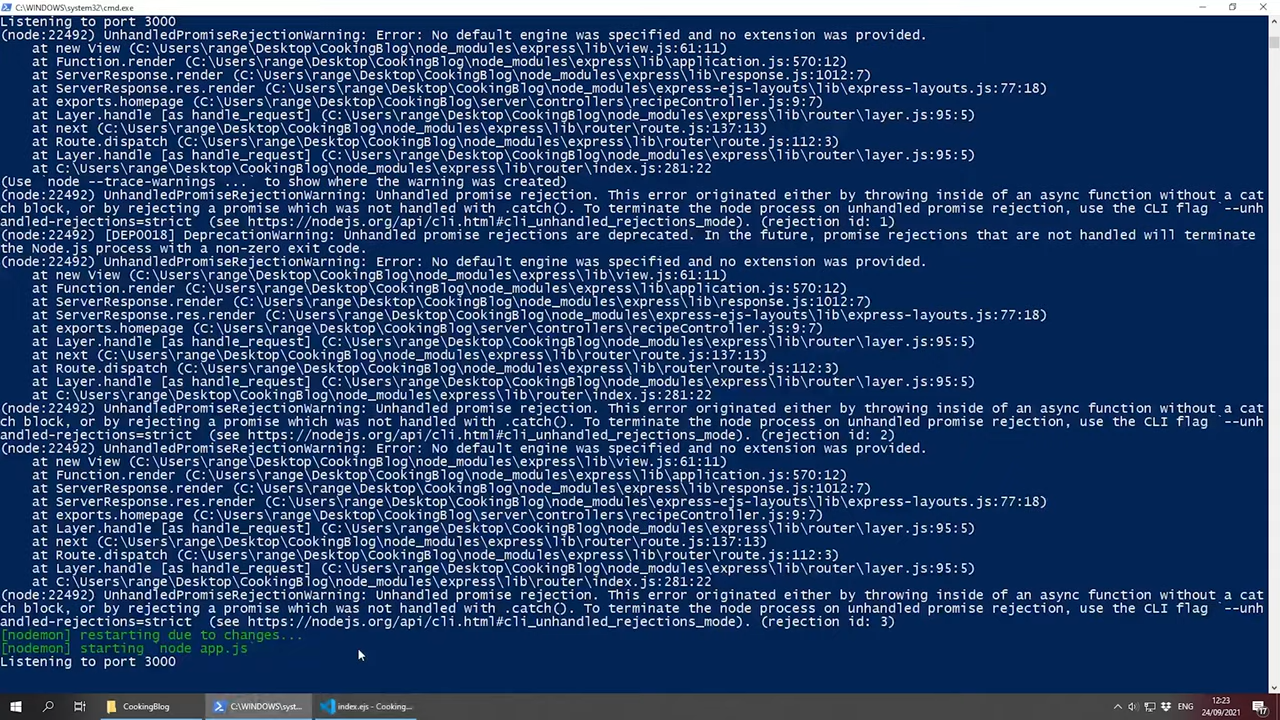 C:\WINDOWS\system32\cmd.exe
Listening to port 3000
(node:22492) UnhandledPromiseRejectionWarning: Error: No default engine was specified and no extension was provided.
    at new View (C:\Users\range\Desktop\CookingBlog\node_modules\express\lib\view.js:61:11)
    at Function.render (C:\Users\range\Desktop\CookingBlog\node_modules\express\lib\application.js:570:12)
    at ServerResponse.render (C:\Users\range\Desktop\CookingBlog\node_modules\express\lib\response.js:1012:7)
    at ServerResponse.res.render (C:\Users\range\Desktop\CookingBlog\node_modules\express-ejs-layouts\lib\express-layouts.js:77:18)
    at exports.homepage (C:\Users\range\Desktop\CookingBlog\server\controllers\recipeController.js:9:7)
    at Layer.handle [as handle_request] (C:\Users\range\Desktop\CookingBlog\node_modules\express\lib\router\layer.js:95:5)
    at next (C:\Users\range\Desktop\CookingBlog\node_modules\express\lib\router\route.js:137:13)
    at Route.dispatch (C:\Users\range\Desktop\CookingBlog\node_modules\express\lib\router\route.js:112:3)
    at Layer.handle [as handle_request] (C:\Users\range\Desktop\CookingBlog\node_modules\express\lib\router\layer.js:95:5)
    at C:\Users\range\Desktop\CookingBlog\node_modules\express\lib\router\index.js:281:22
(Use `node --trace-warnings ...` to show where the warning was created)
(node:22492) UnhandledPromiseRejectionWarning: Unhandled promise rejection. This error originated either by throwing inside of an async function without a cat
ch block, or by rejecting a promise which was not handled with .catch(). To terminate the node process on unhandled promise rejection, use the CLI flag `--unh
andled-rejections=strict` (see https://nodejs.org/api/cli.html#cli_unhandled_rejections_mode). (rejection id: 1)
(node:22492) [DEP0018] DeprecationWarning: Unhandled promise rejections are deprecated. In the future, promise rejections that are not handled will terminate
the Node.js process with a non-zero exit code.
(node:22492) UnhandledPromiseRejectionWarning: Error: No default engine was specified and no extension was provided.
    at new View (C:\Users\range\Desktop\CookingBlog\node_modules\express\lib\view.js:61:11)
    at Function.render (C:\Users\range\Desktop\CookingBlog\node_modules\express\lib\application.js:570:12)
    at ServerResponse.render (C:\Users\range\Desktop\CookingBlog\node_modules\express\lib\response.js:1012:7)
    at ServerResponse.res.render (C:\Users\range\Desktop\CookingBlog\node_modules\express-ejs-layouts\lib\express-layouts.js:77:18)
    at exports.homepage (C:\Users\range\Desktop\CookingBlog\server\controllers\recipeController.js:9:7)
    at Layer.handle [as handle_request] (C:\Users\range\Desktop\CookingBlog\node_modules\express\lib\router\layer.js:95:5)
    at next (C:\Users\range\Desktop\CookingBlog\node_modules\express\lib\router\route.js:137:13)
    at Route.dispatch (C:\Users\range\Desktop\CookingBlog\node_modules\express\lib\router\route.js:112:3)
    at Layer.handle [as handle_request] (C:\Users\range\Desktop\CookingBlog\node_modules\express\lib\router\layer.js:95:5)
    at C:\Users\range\Desktop\CookingBlog\node_modules\express\lib\router\index.js:281:22
(node:22492) UnhandledPromiseRejectionWarning: Unhandled promise rejection. This error originated either by throwing inside of an async function without a cat
ch block, or by rejecting a promise which was not handled with .catch(). To terminate the node process on unhandled promise rejection, use the CLI flag `--unh
andled-rejections=strict` (see https://nodejs.org/api/cli.html#cli_unhandled_rejections_mode). (rejection id: 2)
(node:22492) UnhandledPromiseRejectionWarning: Error: No default engine was specified and no extension was provided.
    at new View (C:\Users\range\Desktop\CookingBlog\node_modules\express\lib\view.js:61:11)
    at Function.render (C:\Users\range\Desktop\CookingBlog\node_modules\express\lib\application.js:570:12)
    at ServerResponse.render (C:\Users\range\Desktop\CookingBlog\node_modules\express\lib\response.js:1012:7)
    at ServerResponse.res.render (C:\Users\range\Desktop\CookingBlog\node_modules\express-ejs-layouts\lib\express-layouts.js:77:18)
    at exports.homepage (C:\Users\range\Desktop\CookingBlog\server\controllers\recipeController.js:9:7)
    at Layer.handle [as handle_request] (C:\Users\range\Desktop\CookingBlog\node_modules\express\lib\router\layer.js:95:5)
    at next (C:\Users\range\Desktop\CookingBlog\node_modules\express\lib\router\route.js:137:13)
    at Route.dispatch (C:\Users\range\Desktop\CookingBlog\node_modules\express\lib\router\route.js:112:3)
    at Layer.handle [as handle_request] (C:\Users\range\Desktop\CookingBlog\node_modules\express\lib\router\layer.js:95:5)
    at C:\Users\range\Desktop\CookingBlog\node_modules\express\lib\router\index.js:281:22
(node:22492) UnhandledPromiseRejectionWarning: Unhandled promise rejection. This error originated either by throwing inside of an async function without a cat
ch block, or by rejecting a promise which was not handled with .catch(). To terminate the node process on unhandled promise rejection, use the CLI flag `--unh
andled-rejections=strict` (see https://nodejs.org/api/cli.html#cli_unhandled_rejections_mode). (rejection id: 3)
[nodemon] restarting due to changes...
[nodemon] starting `node app.js`
Listening to port 3000
CookingBlog
C:\WINDOWS\syst...
index.ejs - Cooking...
ENG
12:23
24/09/2021
17